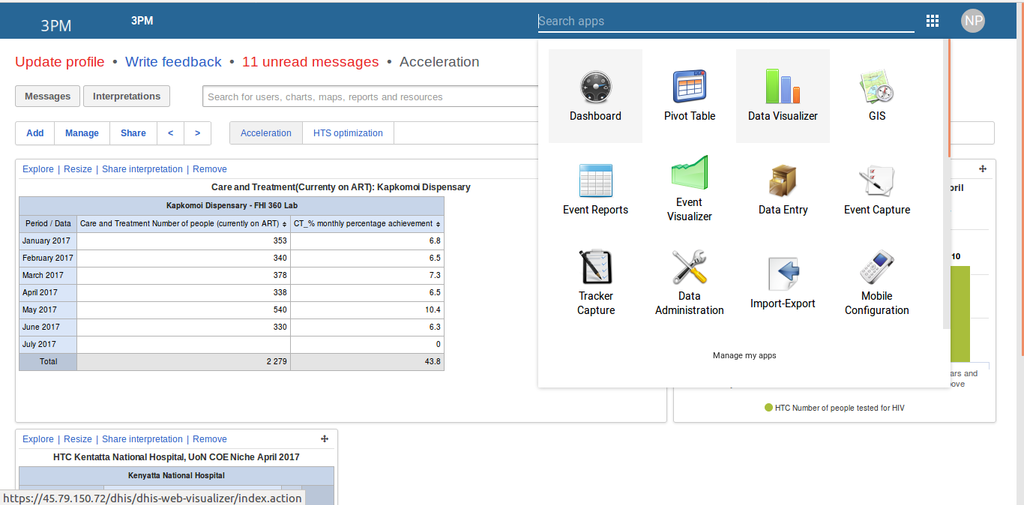 3PM
3PM
Search apps
NP
Update profile • Write feedback • 11 unread messages • Acceleration
Messages
Interpretations
Search for users, charts, maps, reports and resources
Add
Manage
Share
<
>
Acceleration
HTS optimization
Dashboard
Pivot Table
Data Visualizer
GIS
Event Reports
Event
Visualizer
Data Entry
Event Capture
Tracker
Capture
Data
Administration
Import-Export
Mobile
Configuration
Manage my apps
Explore | Resize | Share interpretation | Remove
Care and Treatment(Currenty on ART): Kapkomoi Dispensary
Kapkomoi Dispensary - FHI 360 Lab
Period / Data Care and Treatment Number of people (currently on ART) CT_% monthly percentage achievement
January 2017 353 6.8
February 2017 340 6.5
March 2017 378 7.3
April 2017 338 6.5
May 2017 540 10.4
June 2017 330 6.3
July 2017 0
Total 2 279 43.8
pril
10
ars and
ove
HTC Number of people tested for HIV
Explore | Resize | Share interpretation | Remove
HTC Kentatta National Hospital, UoN COE Niche April 2017
Kenyatta National Hospital
https://45.79.150.72/dhis/dhis-web-visualizer/index.action